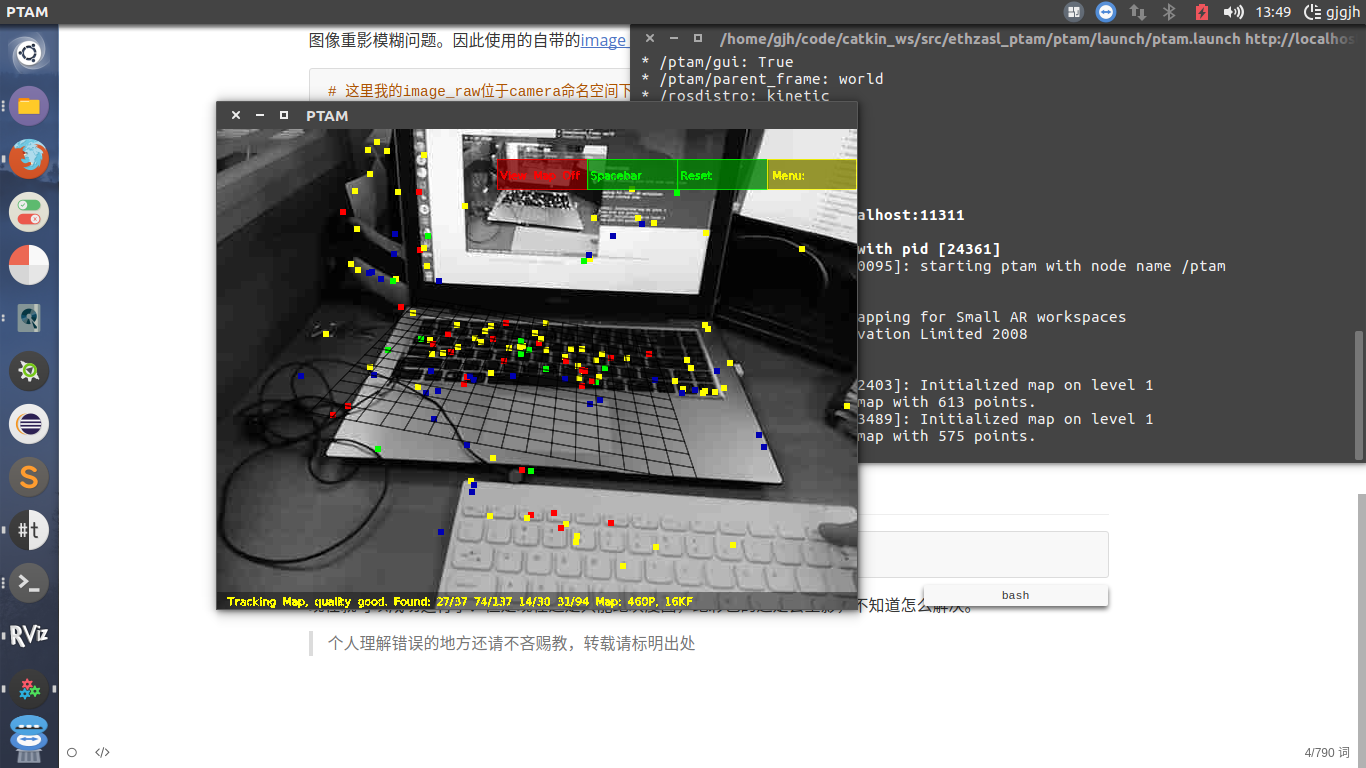 PTAM
13:49
gjgjh
图像重影模糊问题。因此使用的自带的image_
# 这里我的image_raw位于camera命名空间下
/home/gjh/code/catkin_ws/src/ethzasl_ptam/ptam/launch/ptam.launch http://localhos
* /ptam/gui: True
* /ptam/parent_frame: world
* /rosdistro: kinetic
alhost:11311
with pid [24361]
0095]: starting ptam with node name /ptam
apping for Small AR workspaces
vation Limited 2008
2403]: Initialized map on level 1
map with 613 points.
3489]: Initialized map on level 1
map with 575 points.
PTAM
View Map: Off
Spacebar
Reset
Menu:
Tracking Map, quality good. Found: 27/37 74/137 14/30 31/94 Map: 460P, 16KF
不知道怎么解决。
bash
个人理解错误的地方还请不吝赐教，转载请标明出处
4/790 词
#t
S
RViz